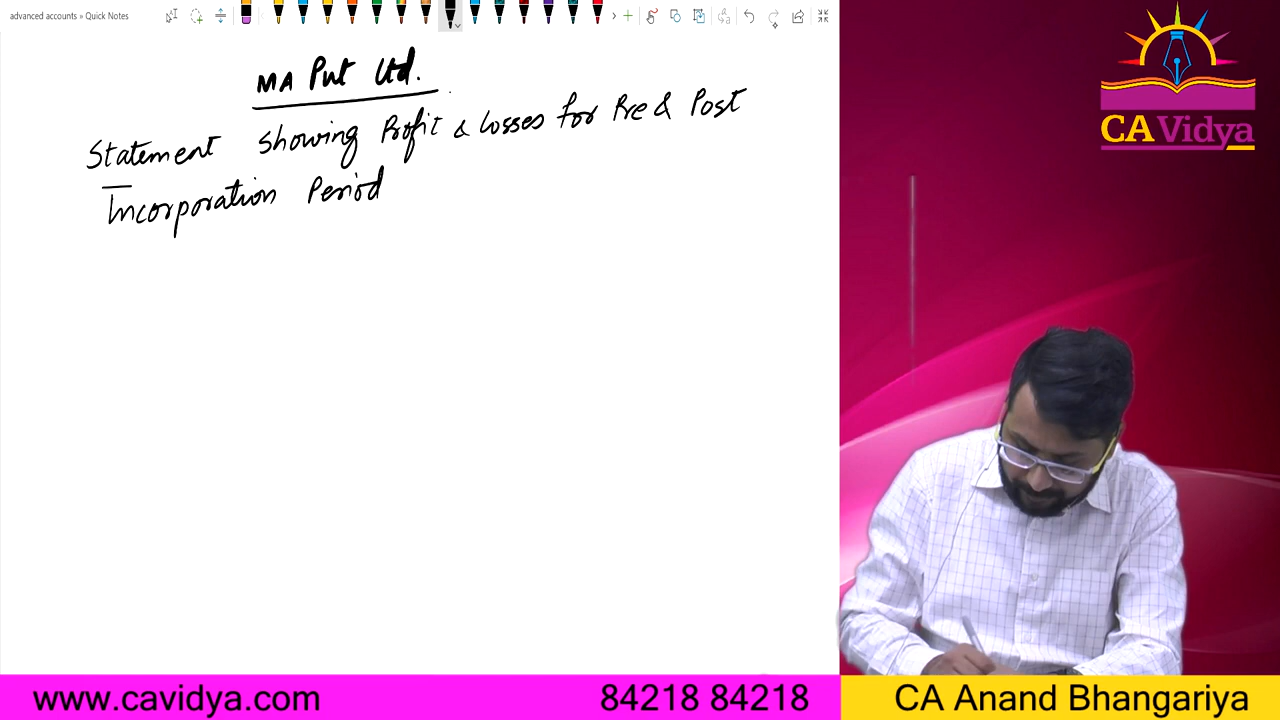 advanced accounts » Quick Notes
MA Pvt Ltd.
Statement Showing Profit & Losses for Pre & Post
Incorporation Period
CA Vidya
www.cavidya.com
84218 84218
CA Anand Bhangariya